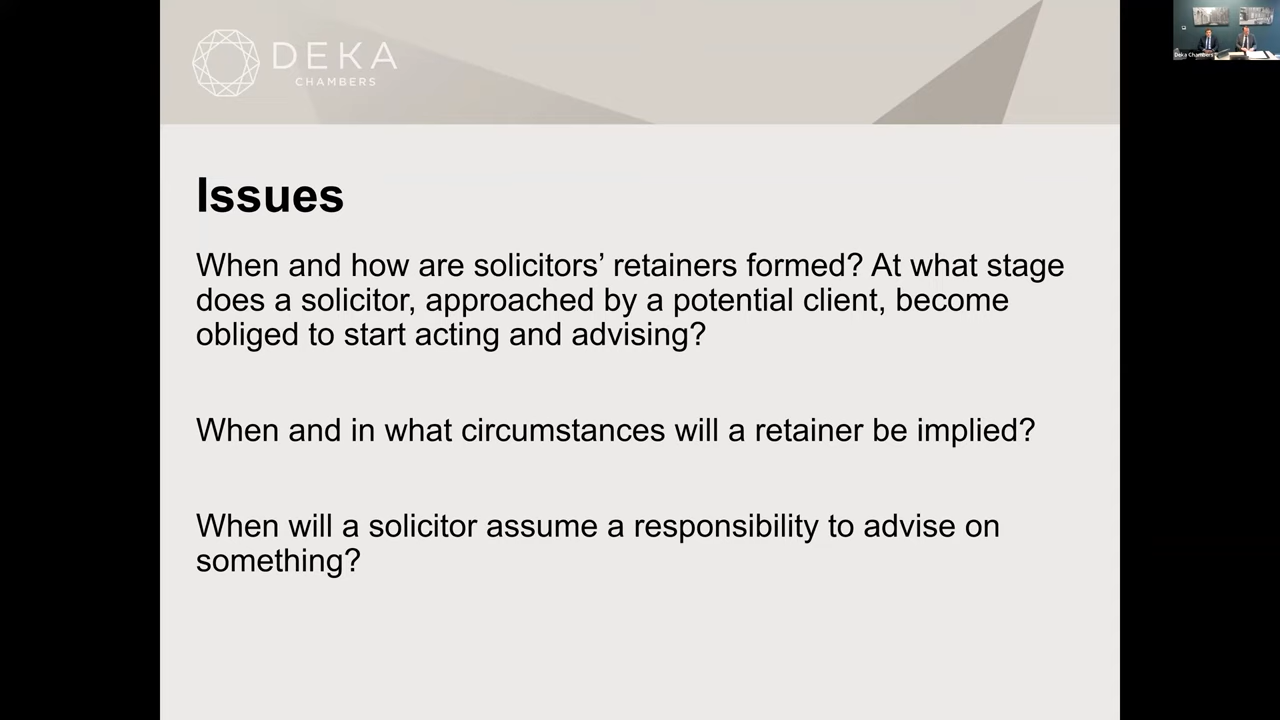 DEKA
CHAMBERS
Deka Chambers
Issues
When and how are solicitors’ retainers formed? At what stage
does a solicitor, approached by a potential client, become
obliged to start acting and advising?
When and in what circumstances will a retainer be implied?
When will a solicitor assume a responsibility to advise on
something?